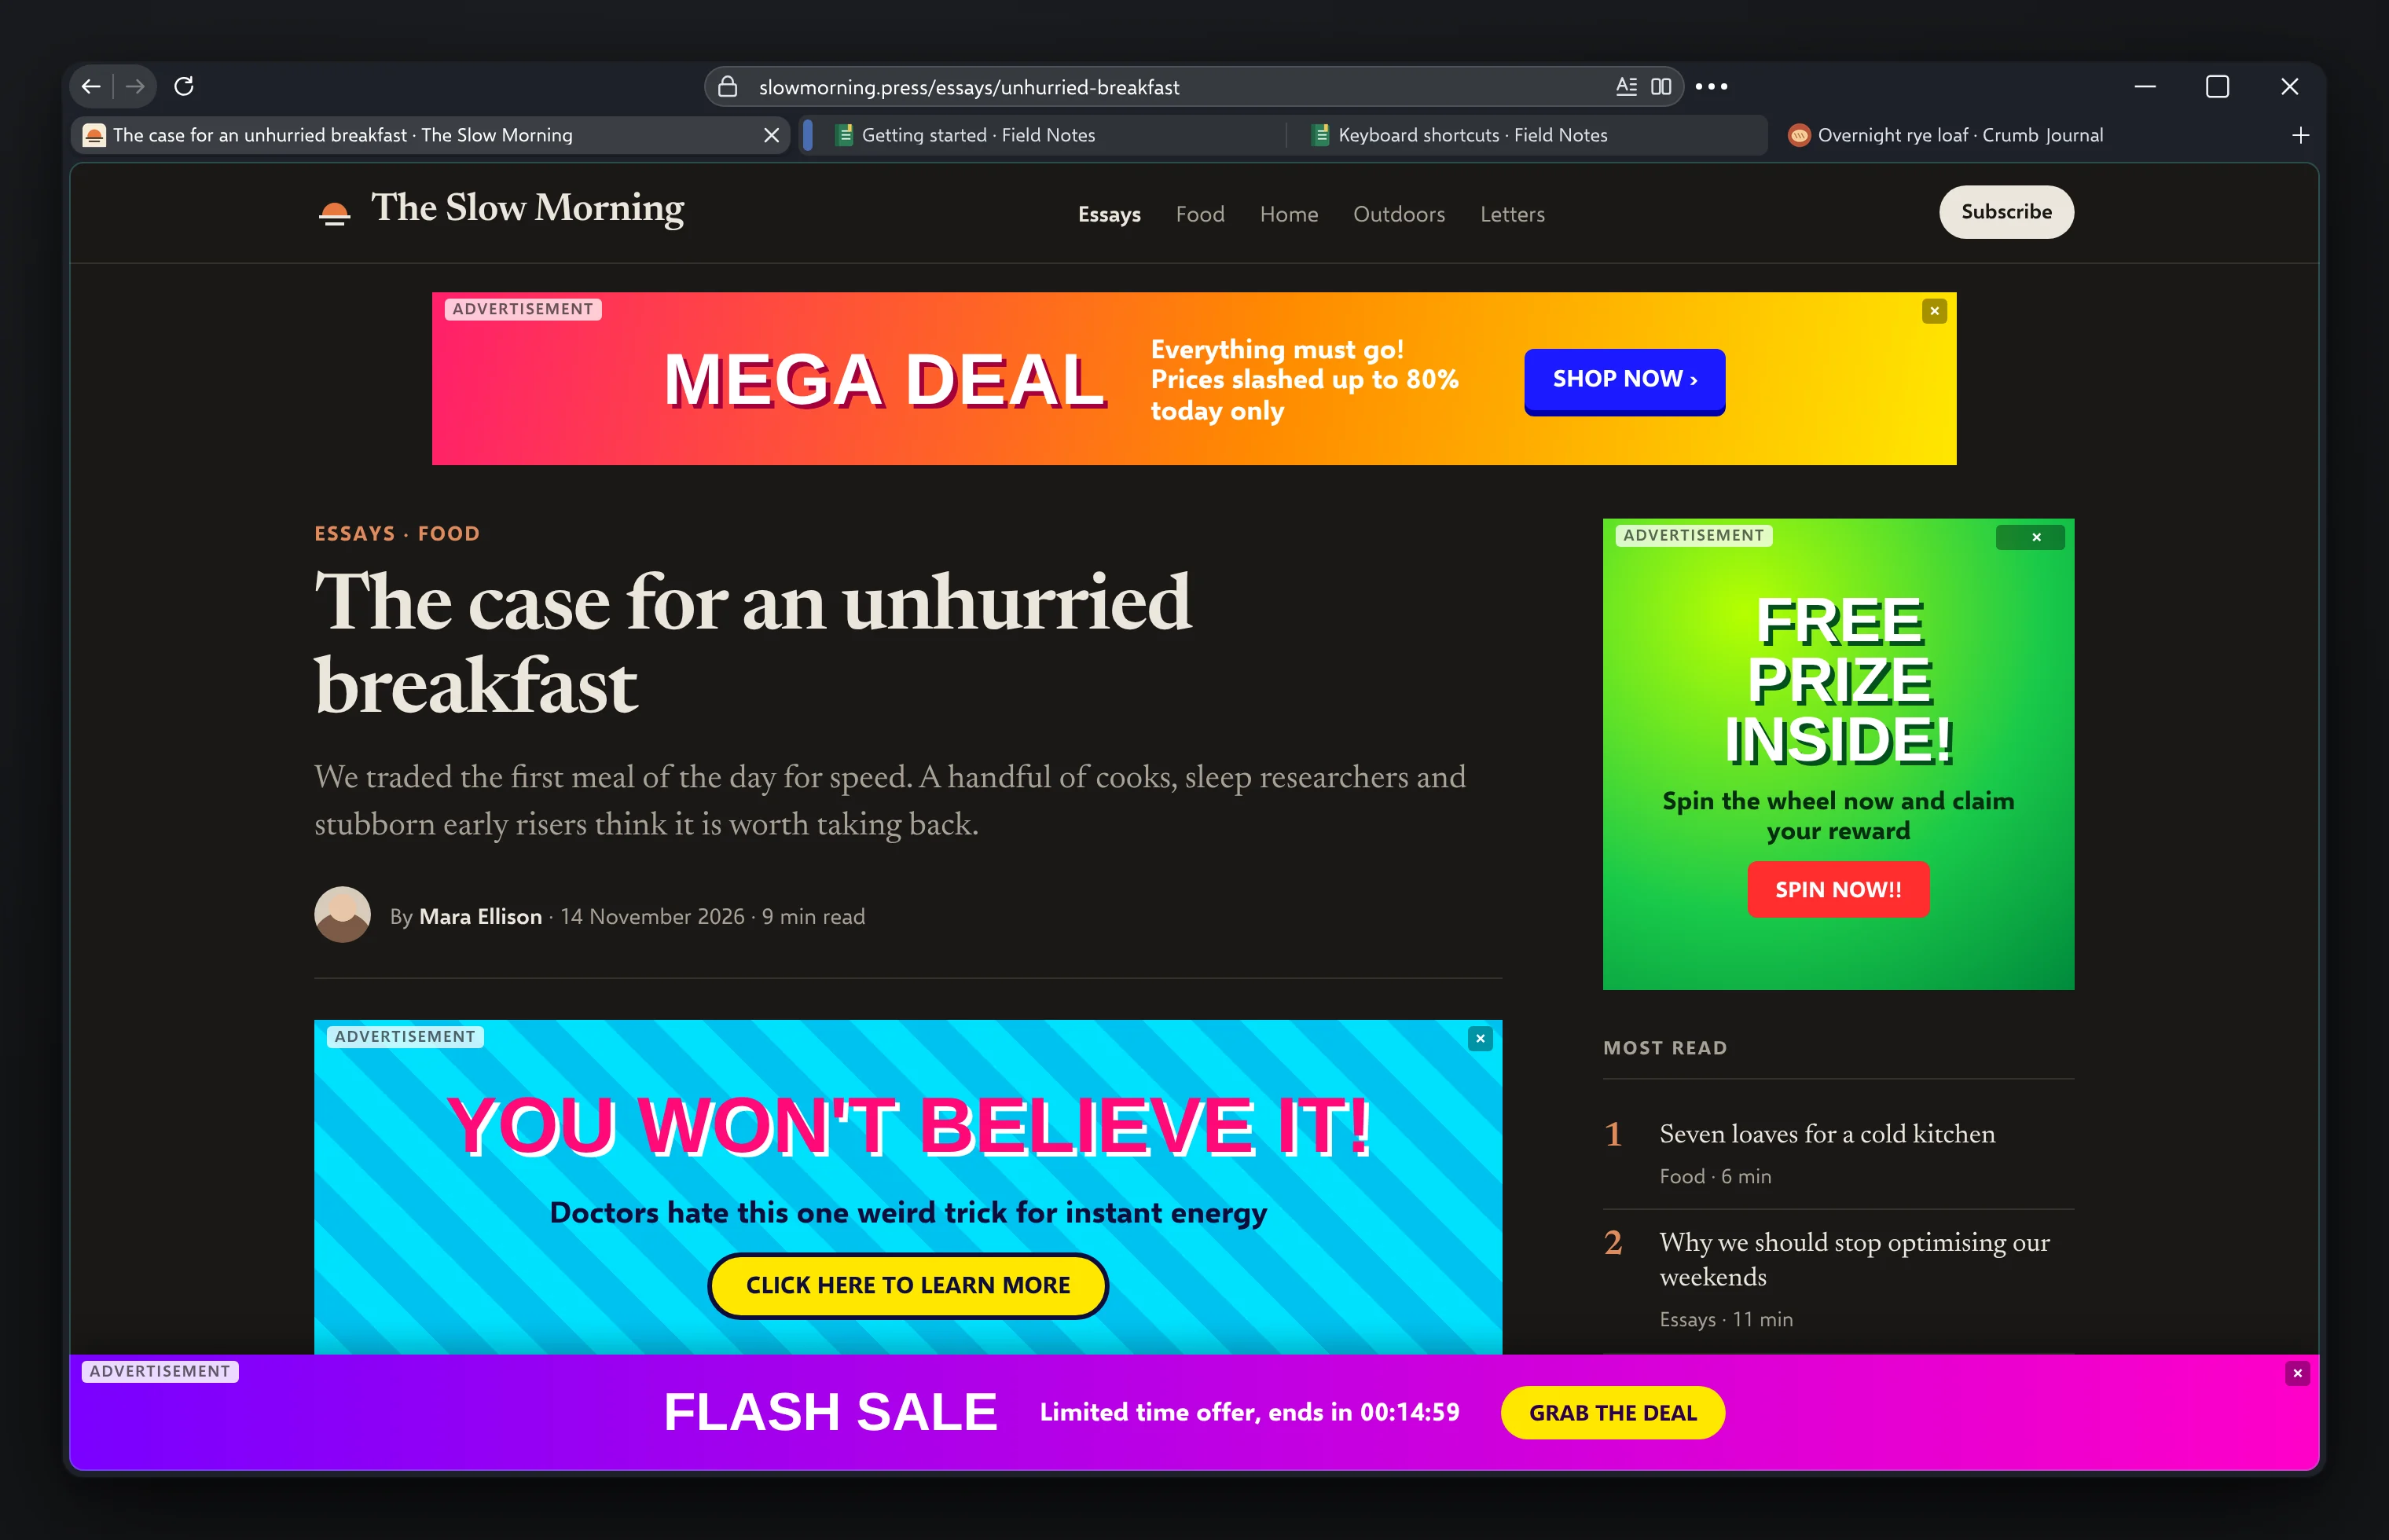 slowmorning.press/essays/unhurried-breakfast
The case for an unhurried breakfast · The Slow Morning
Getting started · Field Notes
Keyboard shortcuts · Field Notes
Overnight rye loaf · Crumb Journal
The Slow Morning
Essays
Food
Home
Outdoors
Letters
Subscribe
ADVERTISEMENT
MEGA DEAL
Everything must go!
Prices slashed up to 80%
today only
SHOP NOW ›
ESSAYS · FOOD
The case for an unhurried
breakfast
We traded the first meal of the day for speed. A handful of cooks, sleep researchers and
stubborn early risers think it is worth taking back.
By Mara Ellison · 14 November 2026 · 9 min read
ADVERTISEMENT
YOU WON'T BELIEVE IT!
Doctors hate this one weird trick for instant energy
CLICK HERE TO LEARN MORE
ADVERTISEMENT
FREE
PRIZE
INSIDE!
Spin the wheel now and claim
your reward
SPIN NOW!!
MOST READ
1 Seven loaves for a cold kitchen
Food · 6 min
2 Why we should stop optimising our
weekends
Essays · 11 min
ADVERTISEMENT
FLASH SALE
Limited time offer, ends in 00:14:59
GRAB THE DEAL